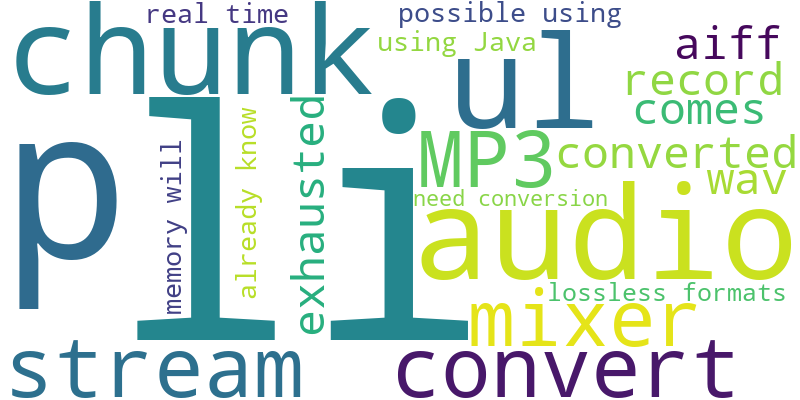 real time
possible using
chunk
using Java
ul
aiff
record
comes
p
li
memory will
already know
exhausted
MP3
converted
wav
need conversion
audio
lossless formats
mixer
stream
convert